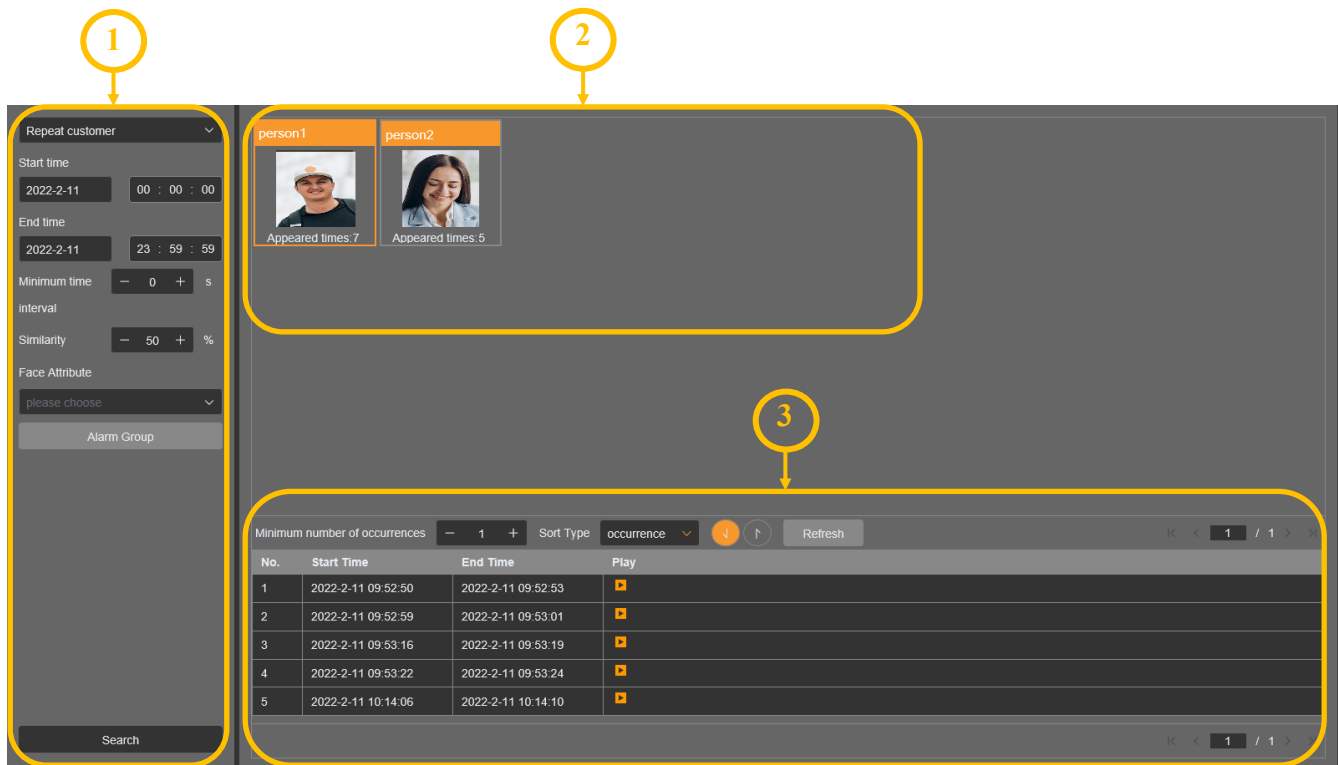 1
2
Repeat customer
Start time
2022-2-11 00 : 00 : 00
End time
2022-2-11 23 : 59 : 59
Minimum time interval − 0 + s
Similarity − 50 + %
Face Attribute
please choose
Alarm Group
Search
person1
Appeared times:7
person2
Appeared times:5
3
Minimum number of occurrences − 1 + Sort Type occurrence Refresh 1 / 1
No. Start Time End Time Play
1 2022-2-11 09:52:50 2022-2-11 09:52:53
2 2022-2-11 09:52:59 2022-2-11 09:53:01
3 2022-2-11 09:53:16 2022-2-11 09:53:19
4 2022-2-11 09:53:22 2022-2-11 09:53:24
5 2022-2-11 10:14:06 2022-2-11 10:14:10
1 / 1